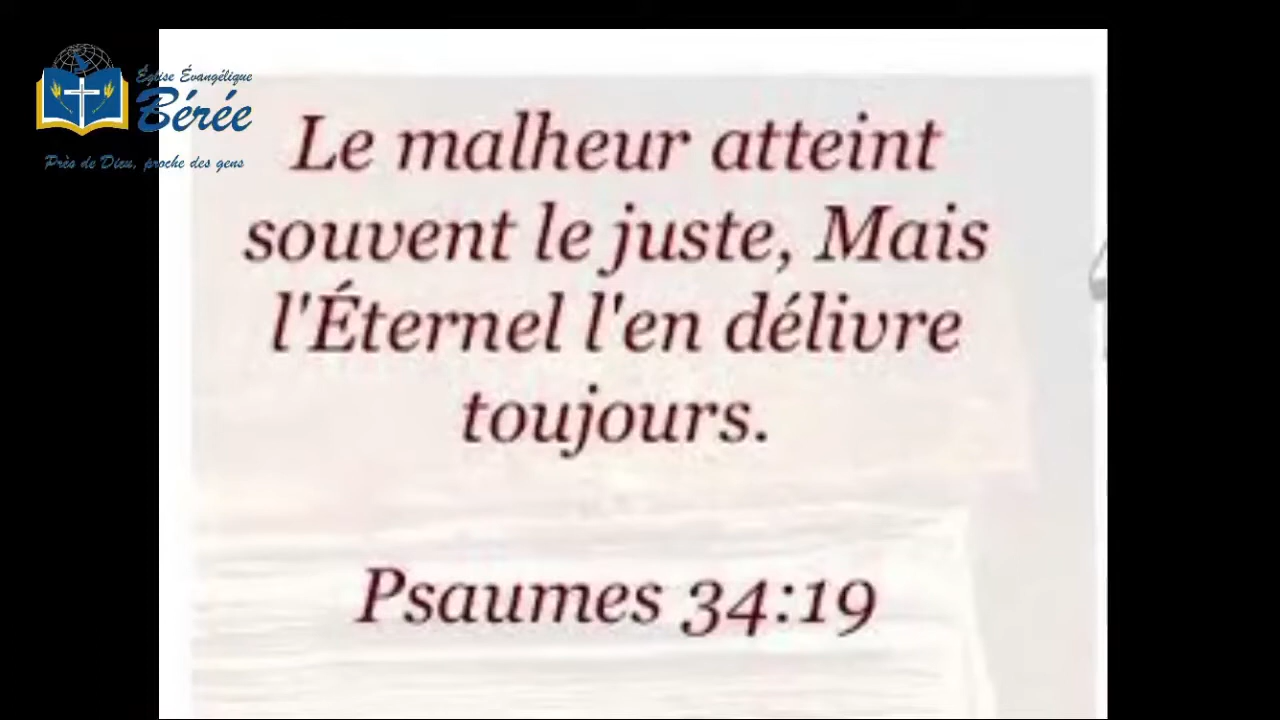 Église Évangélique
Bérée
Près de Dieu, proche des gens
Le malheur atteint
souvent le juste, Mais
l'Éternel l'en délivre
toujours.
Psaumes 34:19